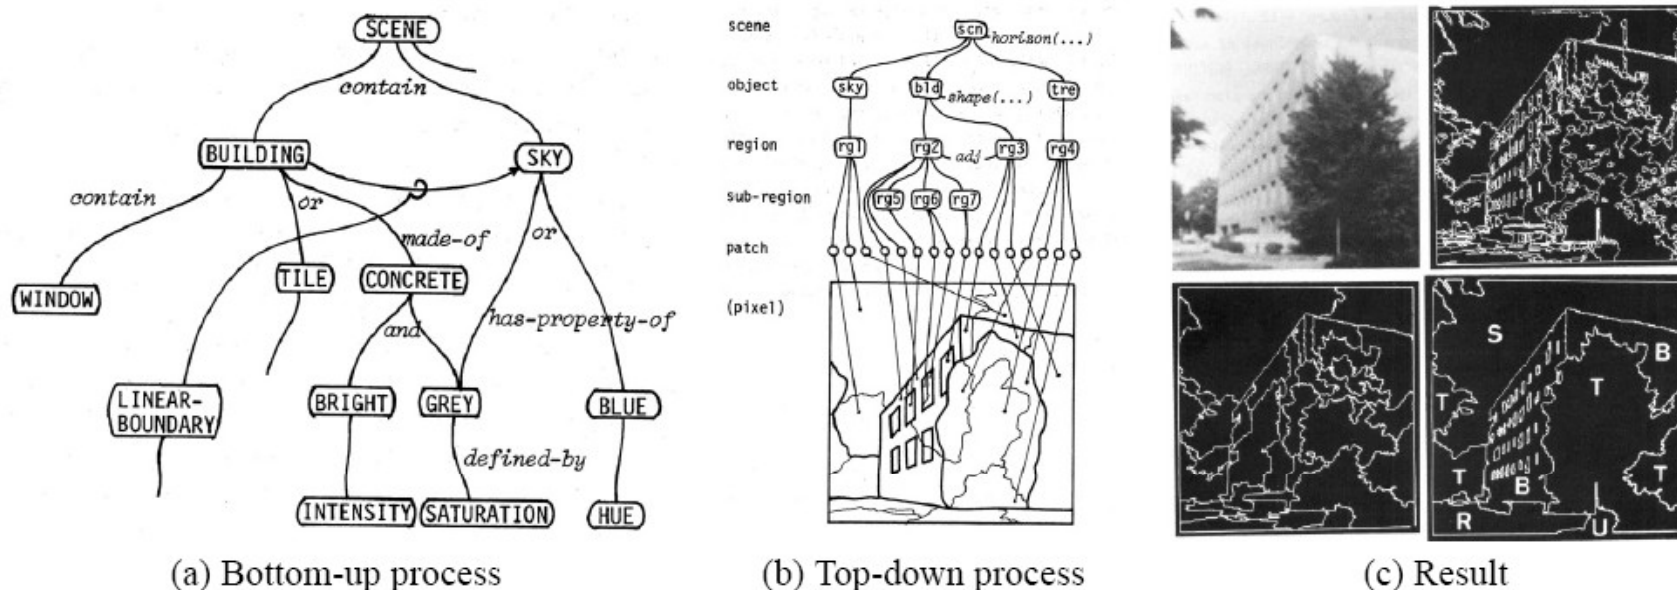 SCENE
contain
BUILDING
SKY
contain
or
made-of
or
WINDOW
TILE
CONCRETE
and
has-property-of
LINEAR-
BOUNDARY
BRIGHT
GREY
BLUE
defined-by
INTENSITY
SATURATION
HUE
(a) Bottom-up process
scene
scn
horison(...)
object
sky
bld
shape(...)
tre
region
rg1
rg2
adj
rg3
rg4
sub-region
rg5
rg6
rg7
patch
(pixel)
(b) Top-down process
S
B
T
T
T
B
T
R
U
(c) Result